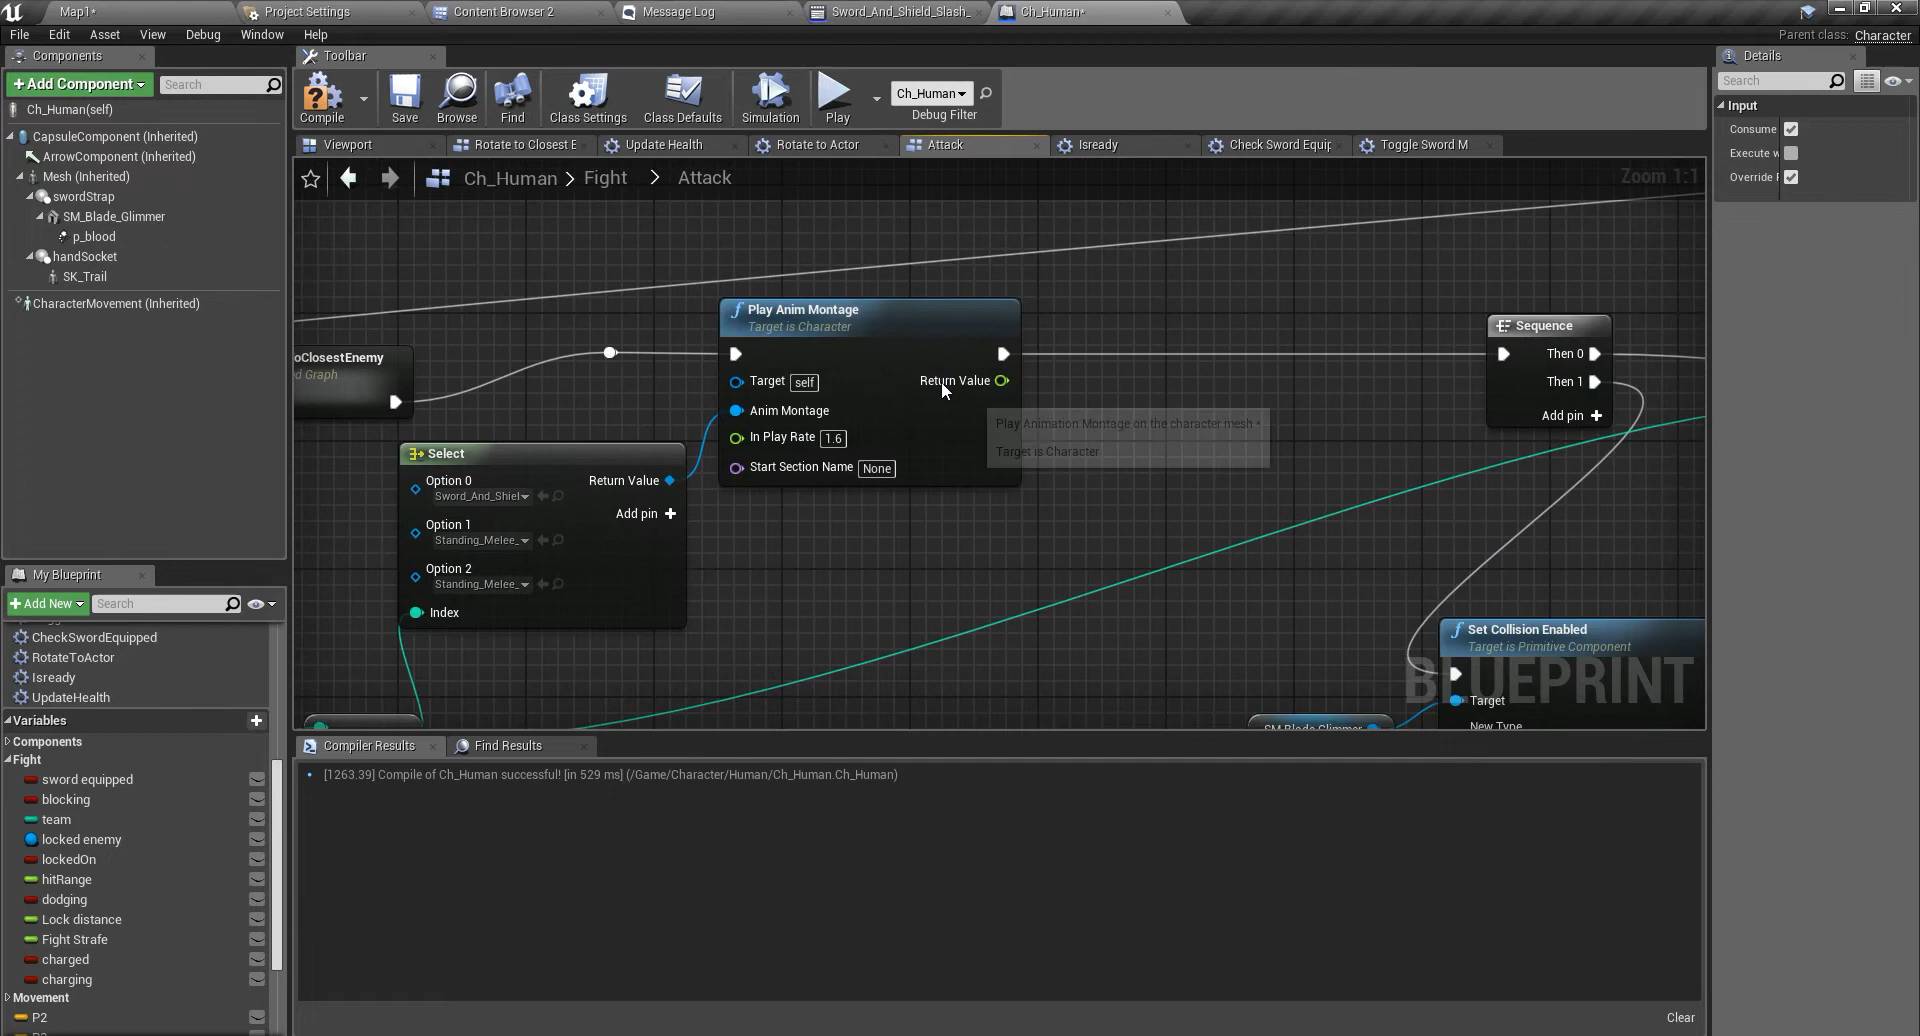 Map1*
Project Settings
Content Browser 2
Message Log
Sword_And_Shield_Slash_
Ch_Human*
File Edit Asset View Debug Window Help
Parent class: Character
Components
Toolbar
Details
+Add Component
Search
Ch_Human(self)
CapsuleComponent (Inherited)
ArrowComponent (Inherited)
Mesh (Inherited)
swordStrap
SM_Blade_Glimmer
p_blood
handSocket
SK_Trail
CharacterMovement (Inherited)
Compile
Save
Browse
Find
Class Settings
Class Defaults
Simulation
Play
Ch_Human
Debug Filter
Search
Input
Consume
Execute w
Override
Viewport
Rotate to Closest E
Update Health
Rotate to Actor
Attack
Isready
Check Sword Equip
Toggle Sword M
Ch_Human > Fight > Attack
Zoom 1:1
Play Anim Montage
Target is Character
Target self
Return Value
Anim Montage
In Play Rate 1.6
Start Section Name None
Play Animation Montage on the character mesh *
Target is Character
oClosestEnemy
d Graph
Select
Option 0
Sword_And_Shiel
Return Value
Add pin +
Option 1
Standing_Melee_
Option 2
Standing_Melee_
Index
Sequence
Then 0
Then 1
Add pin +
Set Collision Enabled
Target is Primitive Component
Target
New Type
SM Blade Glimmer
BLUEPRINT
My Blueprint
+Add New
Search
CheckSwordEquipped
RotateToActor
Isready
UpdateHealth
Variables
Components
Fight
sword equipped
blocking
team
locked enemy
lockedOn
hitRange
dodging
Lock distance
Fight Strafe
charged
charging
Movement
P2
Compiler Results
Find Results
[1263.39] Compile of Ch_Human successful! [in 529 ms] (/Game/Character/Human/Ch_Human.Ch_Human)
Clear